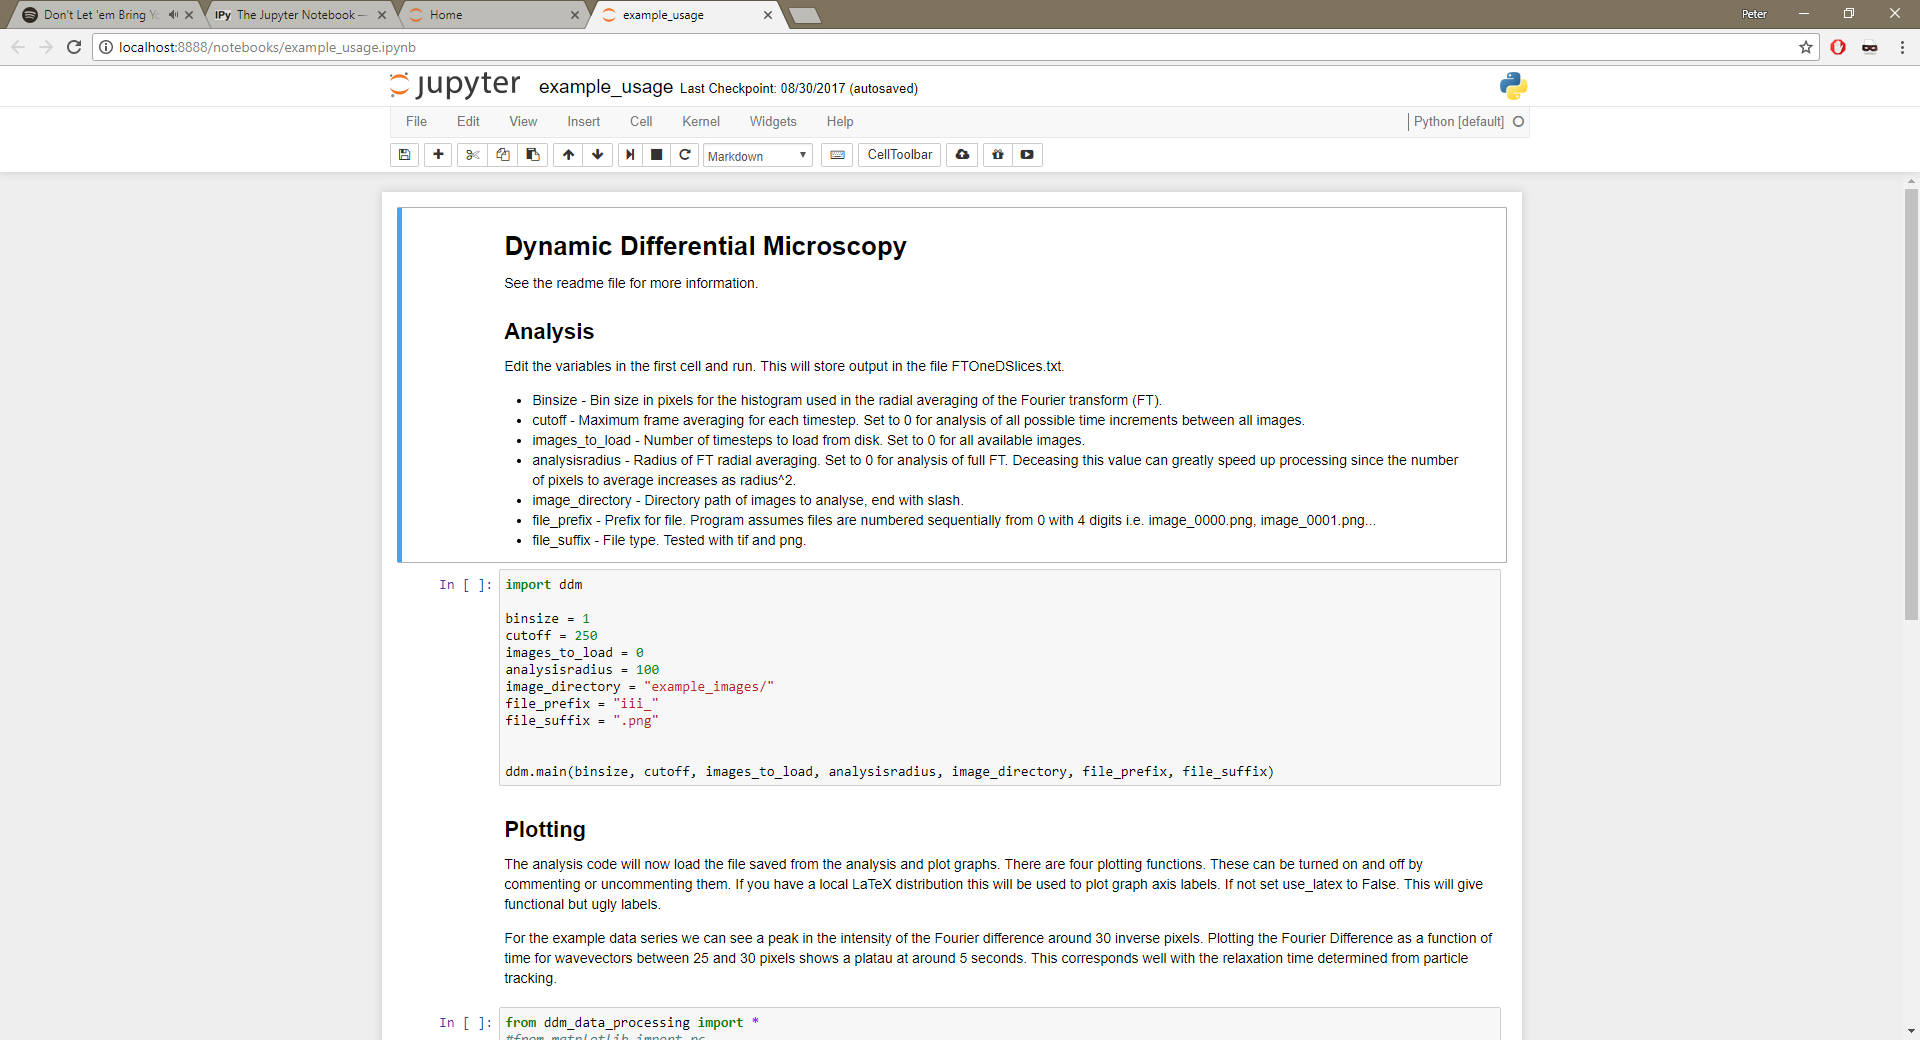 Don't Let 'em Bring Yo
IPy The Jupyter Notebook —
Home
example_usage
Peter
localhost:8888/notebooks/example_usage.ipynb
jupyter example_usage Last Checkpoint: 08/30/2017 (autosaved)
File Edit View Insert Cell Kernel Widgets Help Python [default]
Markdown CellToolbar
Dynamic Differential Microscopy
See the readme file for more information.
Analysis
Edit the variables in the first cell and run. This will store output in the file FTOneDSlices.txt.
• Binsize - Bin size in pixels for the histogram used in the radial averaging of the Fourier transform (FT).
• cutoff - Maximum frame averaging for each timestep. Set to 0 for analysis of all possible time increments between all images.
• images_to_load - Number of timesteps to load from disk. Set to 0 for all available images.
• analysisradius - Radius of FT radial averaging. Set to 0 for analysis of full FT. Deceasing this value can greatly speed up processing since the number
of pixels to average increases as radius^2.
• image_directory - Directory path of images to analyse, end with slash.
• file_prefix - Prefix for file. Program assumes files are numbered sequentially from 0 with 4 digits i.e. image_0000.png, image_0001.png...
• file_suffix - File type. Tested with tif and png.
In [ ]: import ddm
binsize = 1
cutoff = 250
images_to_load = 0
analysisradius = 100
image_directory = "example_images/"
file_prefix = "iii_"
file_suffix = ".png"
ddm.main(binsize, cutoff, images_to_load, analysisradius, image_directory, file_prefix, file_suffix)
Plotting
The analysis code will now load the file saved from the analysis and plot graphs. There are four plotting functions. These can be turned on and off by
commenting or uncommenting them. If you have a local LaTeX distribution this will be used to plot graph axis labels. If not set use_latex to False. This will give
functional but ugly labels.
For the example data series we can see a peak in the intensity of the Fourier difference around 30 inverse pixels. Plotting the Fourier Difference as a function of
time for wavevectors between 25 and 30 pixels shows a platau at around 5 seconds. This corresponds well with the relaxation time determined from particle
tracking.
In [ ]: from ddm_data_processing import *
#from matplotlib import rc